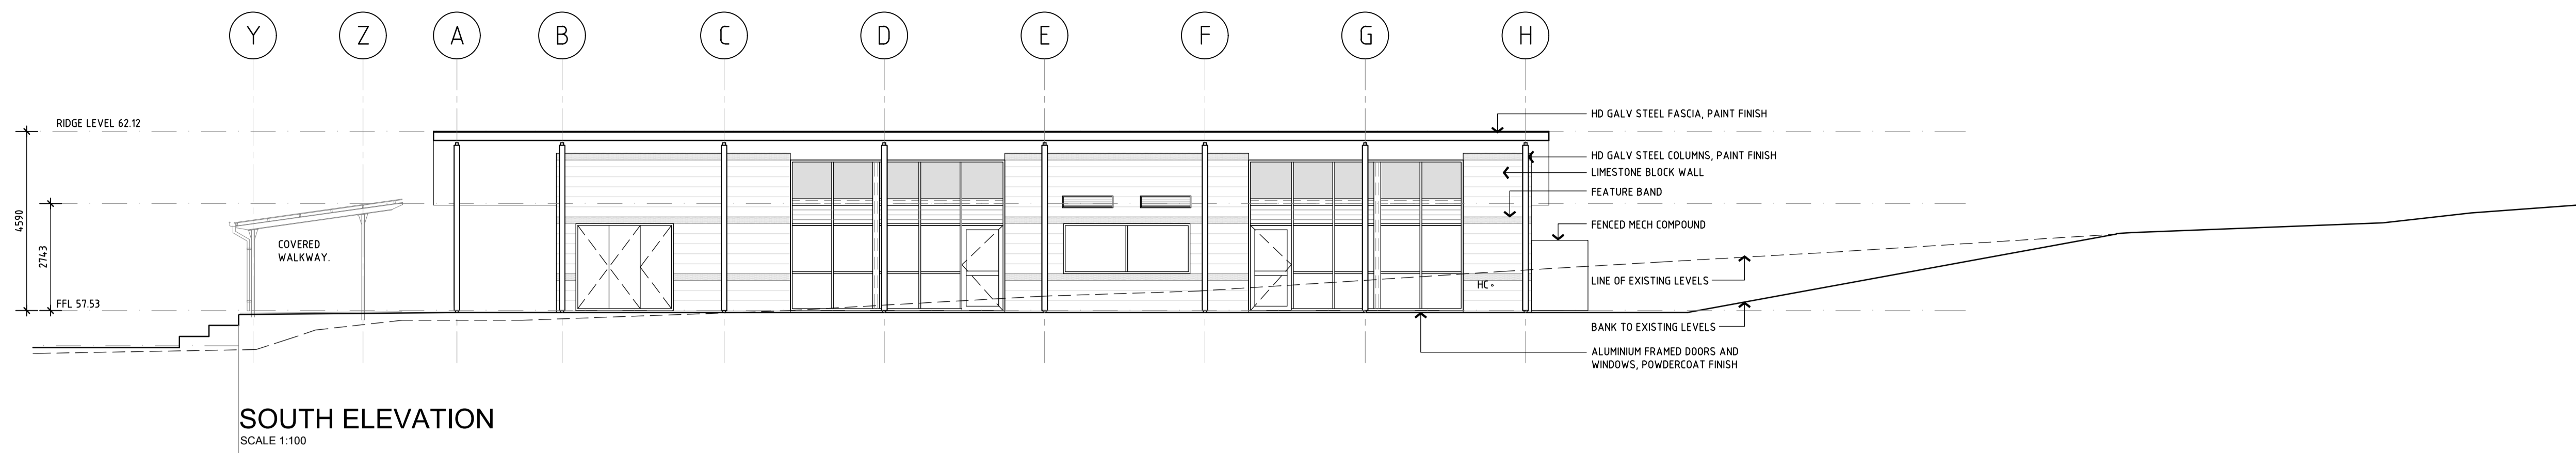 Y Z A B C D E F G H
RIDGE LEVEL 62.12
HD GALV STEEL FASCIA, PAINT FINISH
HD GALV STEEL COLUMNS, PAINT FINISH
LIMESTONE BLOCK WALL
FEATURE BAND
4590
2743
COVERED
WALKWAY.
FENCED MECH COMPOUND
HC
LINE OF EXISTING LEVELS
FFL 57.53
BANK TO EXISTING LEVELS
ALUMINIUM FRAMED DOORS AND
WINDOWS, POWDERCOAT FINISH
SOUTH ELEVATION
SCALE 1:100